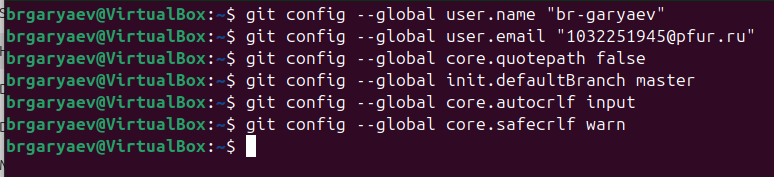 brgaryaev@VirtualBox:~$ git config --global user.name "br-garyaev"
brgaryaev@VirtualBox:~$ git config --global user.email "1032251945@pfur.ru"
brgaryaev@VirtualBox:~$ git config --global core.quotepath false
brgaryaev@VirtualBox:~$ git config --global init.defaultBranch master
brgaryaev@VirtualBox:~$ git config --global core.autocrlf input
brgaryaev@VirtualBox:~$ git config --global core.safecrlf warn
brgaryaev@VirtualBox:~$